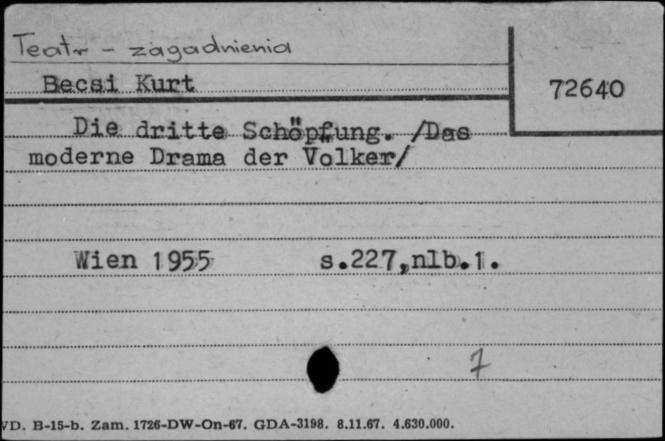 Teatr - zagadnienia
Becsi Kurt
72640
Die dritte Schöpfung. /Das
moderne Drama der Volker/
Wien 1955 s.227,nlb.1.
7
VD. B-15-b. Zam. 1726-DW-On-67. GDA-3198. 8.11.67. 4.630.000.